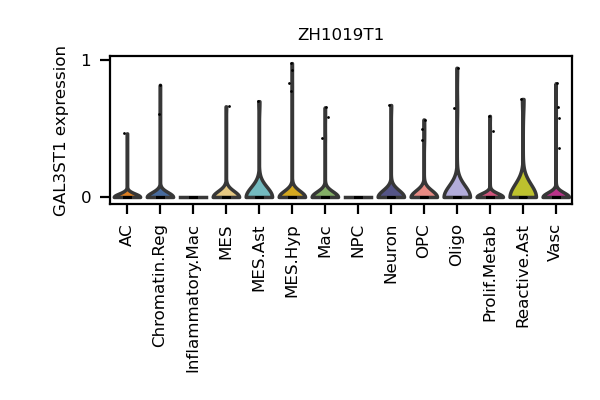 ZH1019T1
GAL3ST1 expression
1
0
AC
Chromatin.Reg
Inflammatory.Mac
MES
MES.Ast
MES.Hyp
Mac
NPC
Neuron
OPC
Oligo
Prolif.Metab
Reactive.Ast
Vasc